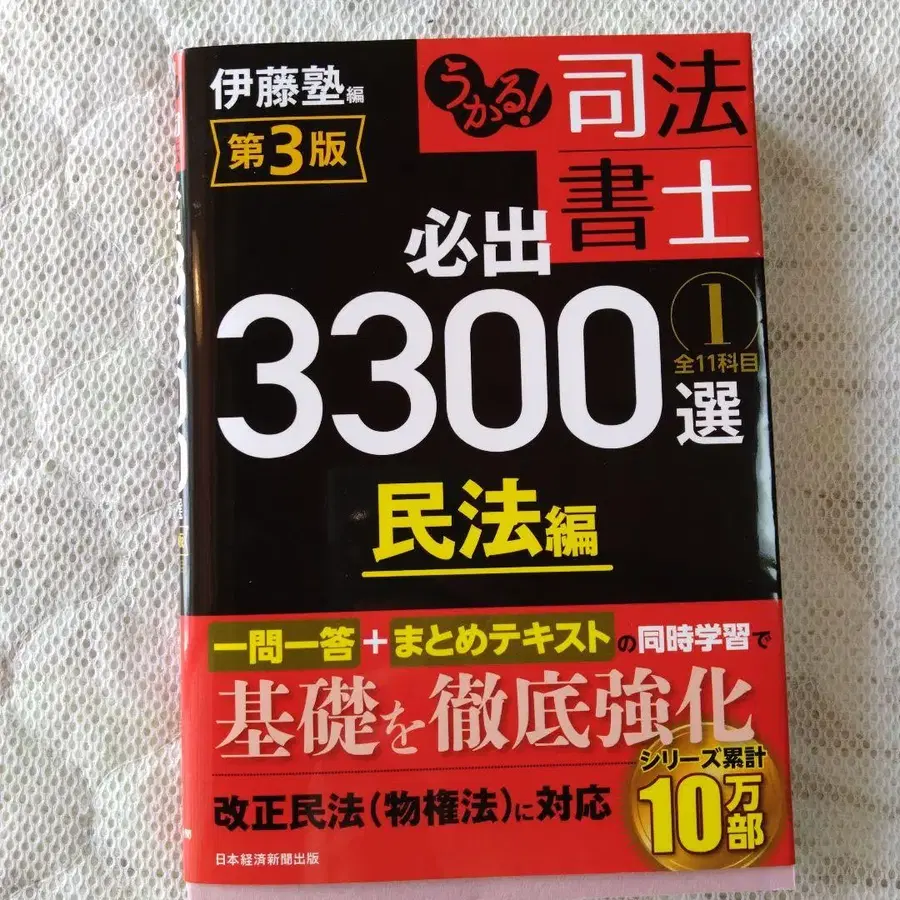 伊藤塾編
第3版
うかる!
司法
書士
必出
3300選
1
全11科目
民法編
一問一答+まとめテキストの同時学習で
基礎を徹底強化
改正民法(物権法)に対応
シリーズ累計
10万部
日本経済新聞出版